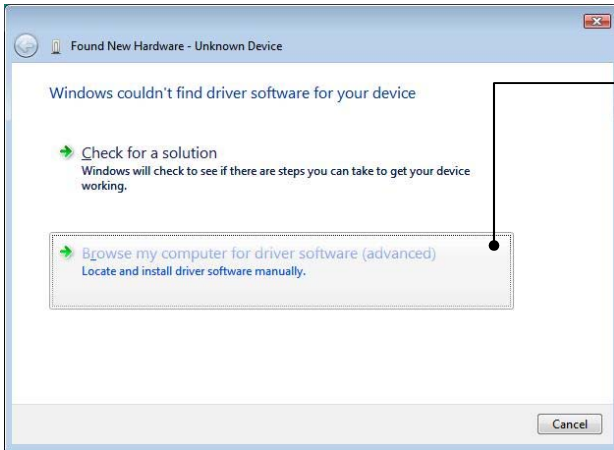 Found New Hardware - Unknown Device
Windows couldn't find driver software for your device
Check for a solution
Windows will check to see if there are steps you can take to get your device
working.
Browse my computer for driver software (advanced)
Locate and install driver software manually.
Cancel